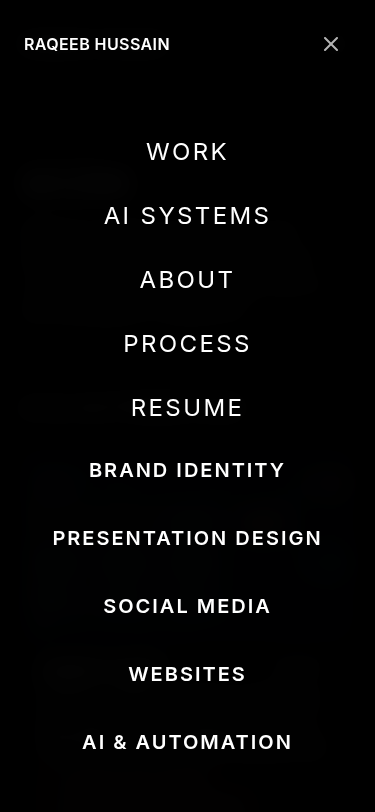 RAQEEB HUSSAIN
WORK
AI SYSTEMS
ABOUT
PROCESS
RESUME
BRAND IDENTITY
PRESENTATION DESIGN
SOCIAL MEDIA
WEBSITES
AI & AUTOMATION